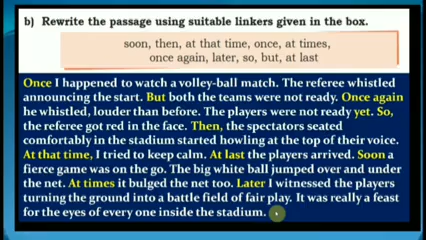 b) Rewrite the passage using suitable linkers given in the box.
soon, then, at that time, once, at times,
once again, later, so, but, at last
Once I happened to watch a volley-ball match. The referee whistled
announcing the start. But both the teams were not ready. Once again
he whistled, louder than before. The players were not ready yet. So,
the referee got red in the face. Then, the spectators seated
comfortably in the stadium started howling at the top of their voice.
At that time, I tried to keep calm. At last the players arrived. Soon a
fierce game was on the go. The big white ball jumped over and under
the net. At times it bulged the net too. Later I witnessed the players
turning the ground into a battle field of fair play. It was really a feast
for the eyes of every one inside the stadium.